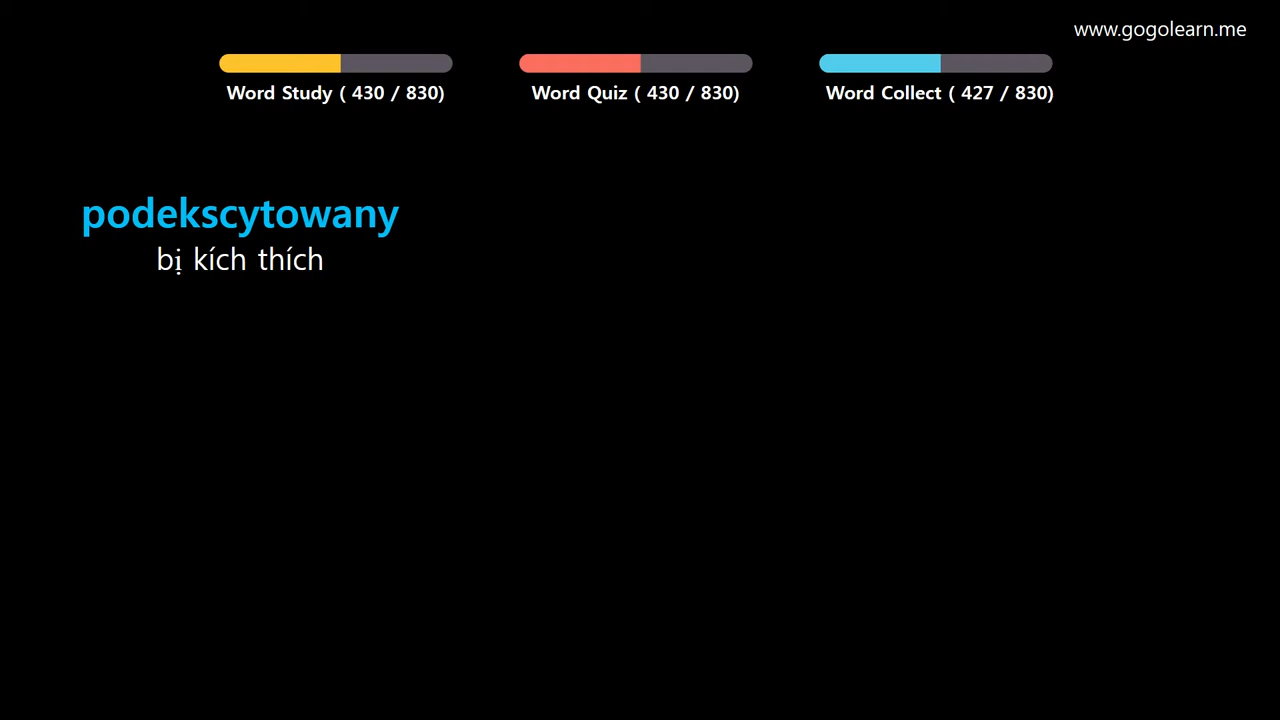 www.gogolearn.me
Word Study ( 430 / 830)
Word Quiz ( 430 / 830)
Word Collect ( 427 / 830)
podekscytowany
bị kích thích